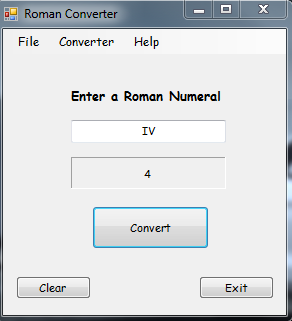 Roman Converter
File Converter Help
Enter a Roman Numeral
IV
4
Convert
Clear Exit